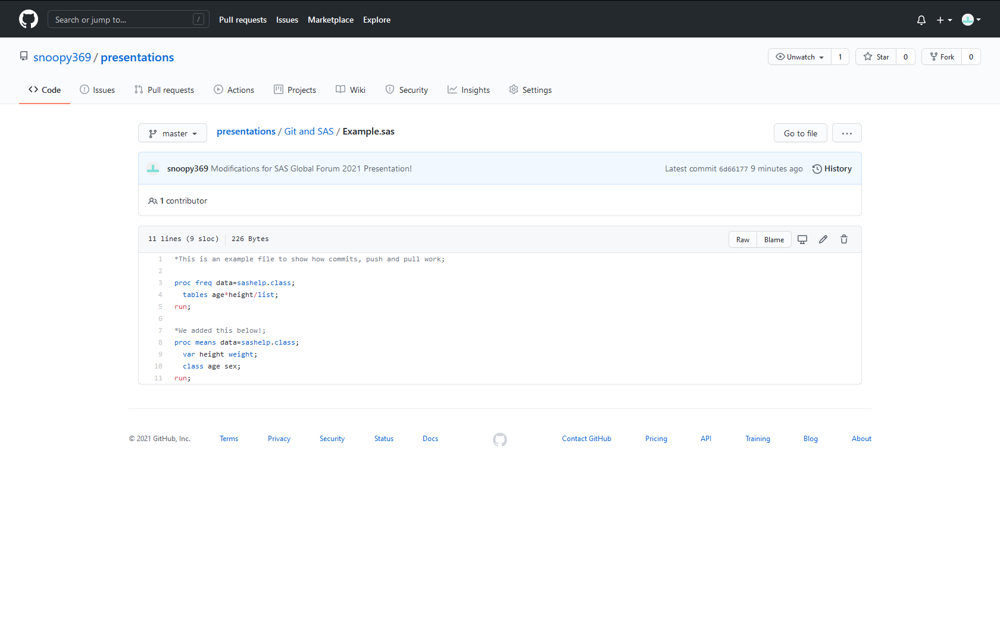 Search or jump to... /
Pull requests Issues Marketplace Explore
snoopy369 / presentations
Unwatch 1 Star 0 Fork 0
Code Issues Pull requests Actions Projects Wiki Security Insights Settings
master presentations / Git and SAS / Example.sas Go to file ...
snoopy369 Modifications for SAS Global Forum 2021 Presentation! Latest commit 6d66177 9 minutes ago History
1 contributor
11 lines (9 sloc) 226 Bytes Raw Blame
1 *This is an example file to show how commits, push and pull work;
2
3 proc freq data=sashelp.class;
4   tables age*height/list;
5 run;
6
7 *We added this below!;
8 proc means data=sashelp.class;
9   var height weight;
10   class age sex;
11 run;
© 2021 GitHub, Inc. Terms Privacy Security Status Docs Contact GitHub Pricing API Training Blog About